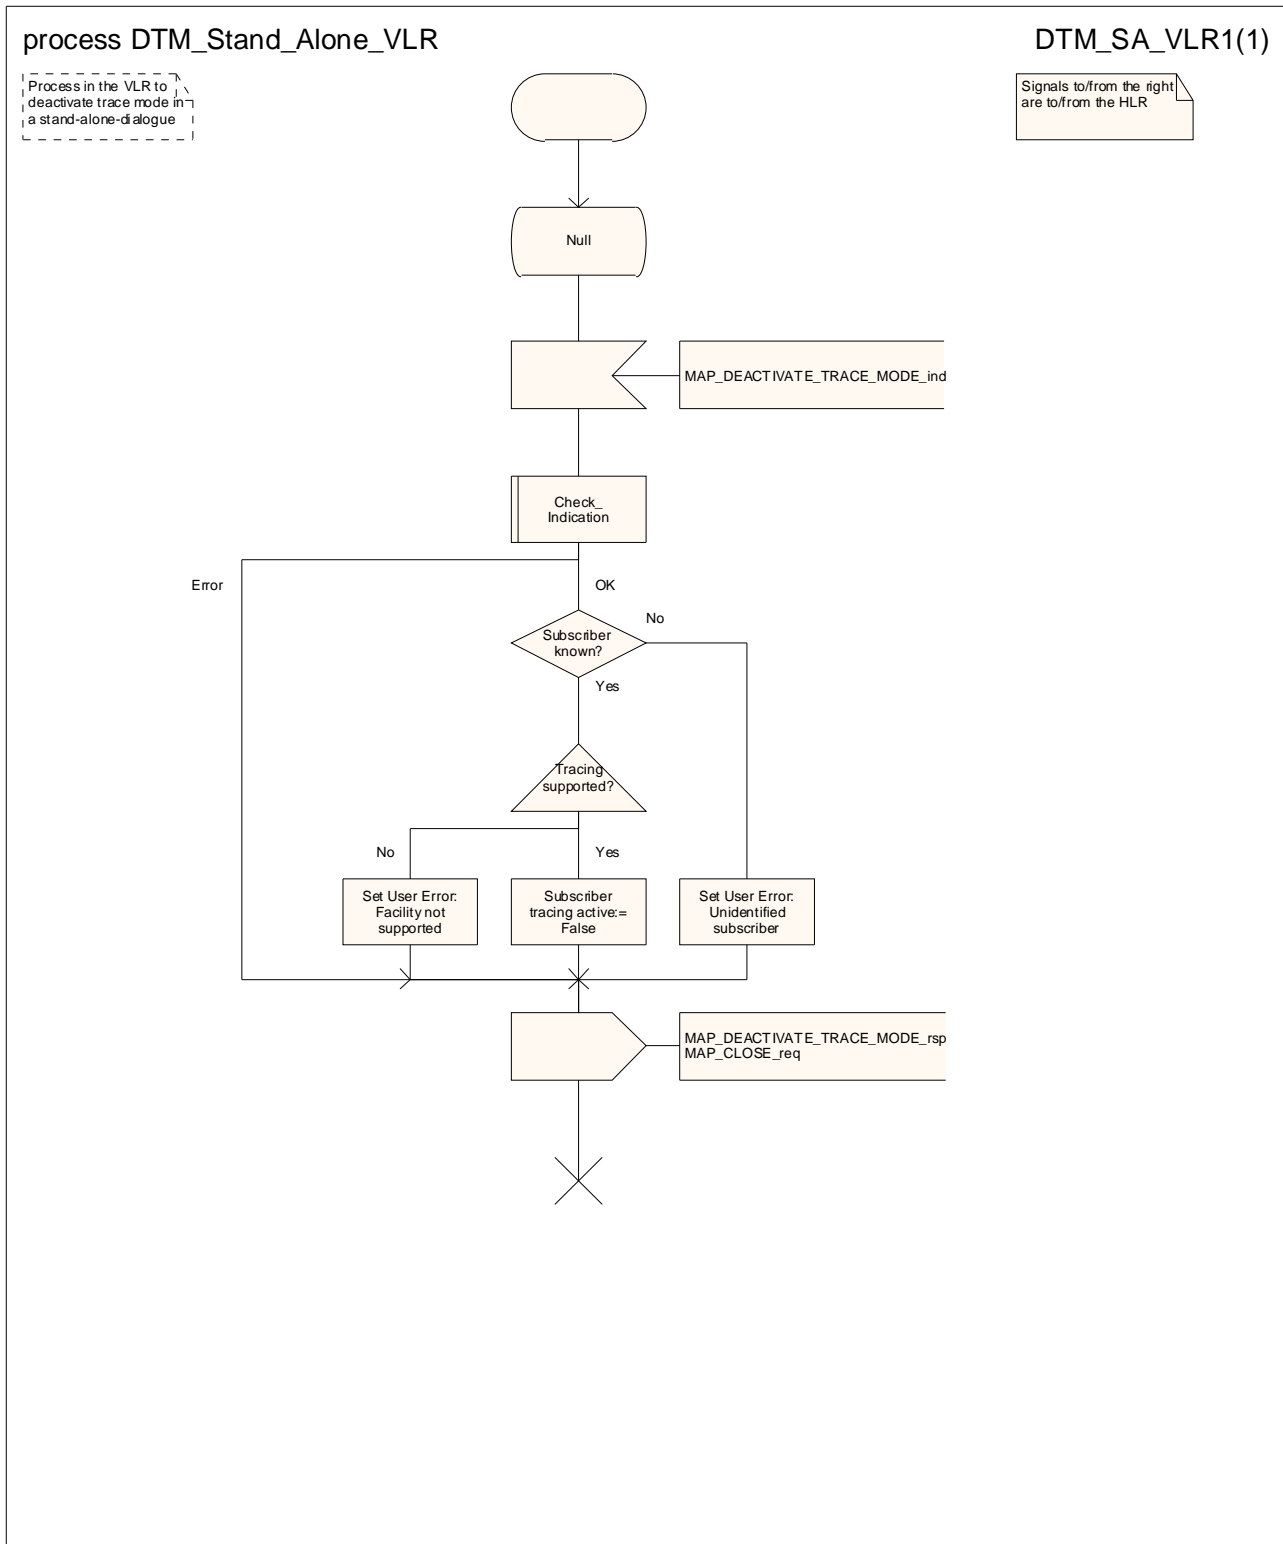 process DTM_Stand_Alone_VLR
DTM_SA_VLR1(1)
Process in the VLR to
deactivate trace mode in
a stand-alone-dialogue
Signals to/from the right
are to/from the HLR
Null
MAP_DEACTIVATE_TRACE_MODE_ind
Check_
Indication
Error
OK
No
Subscriber
known?
Yes
Tracing
supported?
No
Yes
Set User Error:
Facility not
supported
Subscriber
tracing active:=
False
Set User Error:
Unidentified
subscriber
MAP_DEACTIVATE_TRACE_MODE_rsp
MAP_CLOSE_req